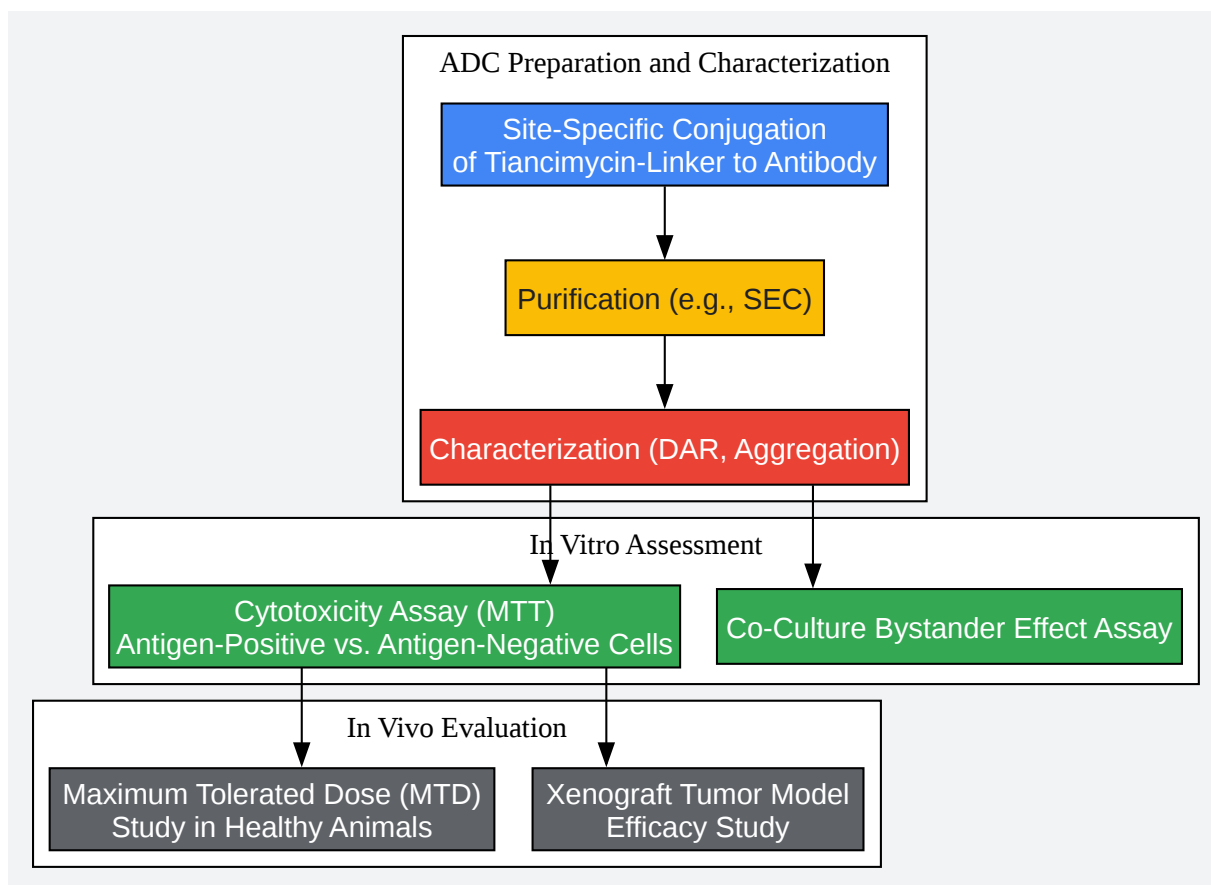 ADC Preparation and Characterization
Site-Specific Conjugation
of Tiancimycin-Linker to Antibody
Purification (e.g., SEC)
Characterization (DAR, Aggregation)
In Vitro Assessment
Cytotoxicity Assay (MTT)
Antigen-Positive vs. Antigen-Negative Cells
Co-Culture Bystander Effect Assay
In Vivo Evaluation
Maximum Tolerated Dose (MTD)
Study in Healthy Animals
Xenograft Tumor Model
Efficacy Study